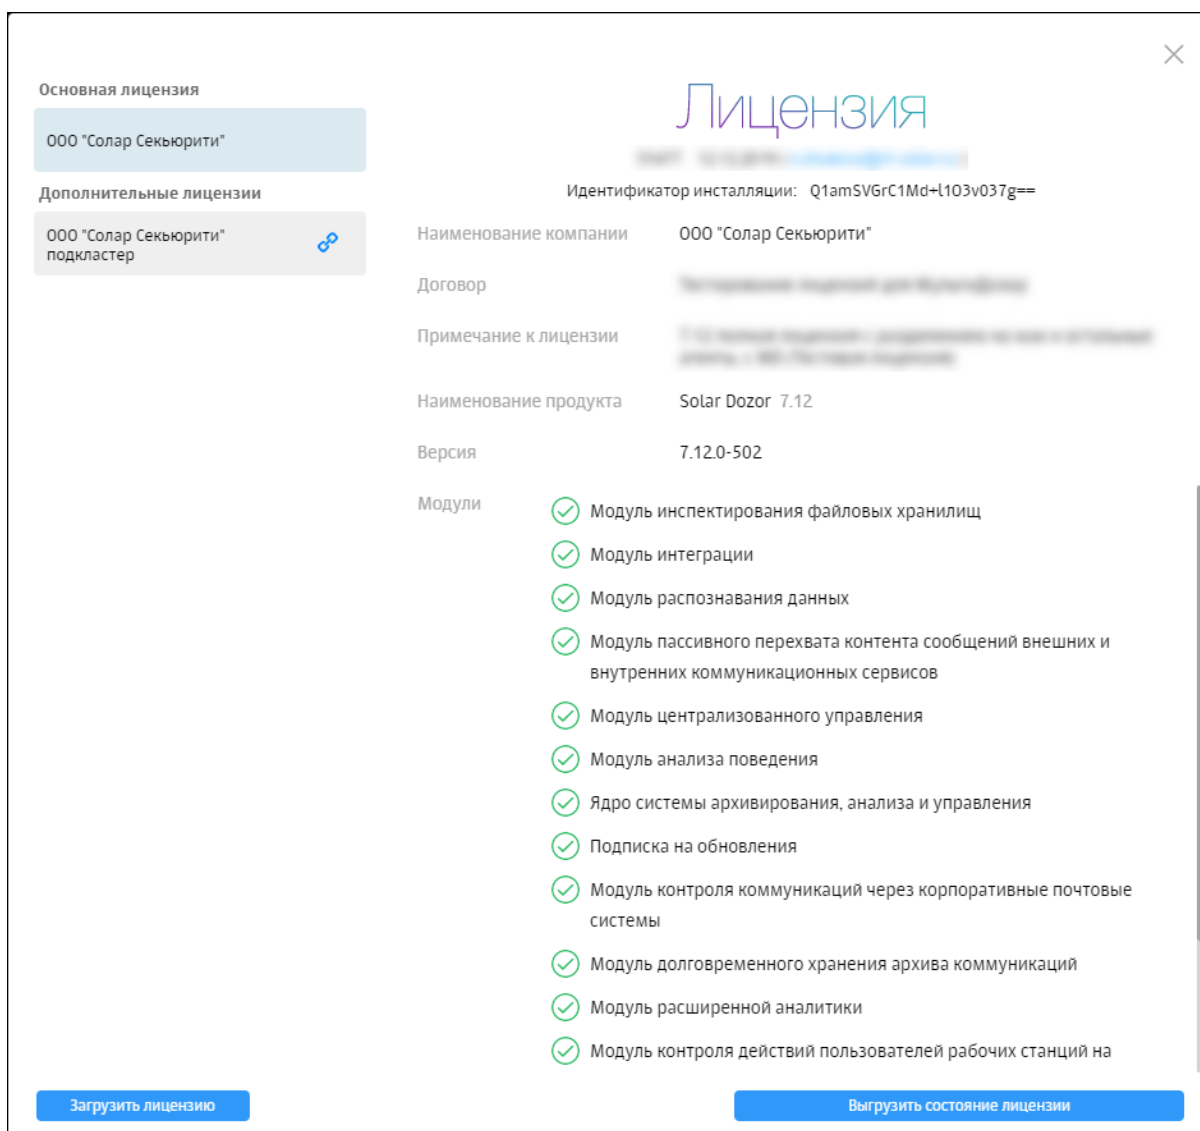 Основная лицензия
ООО "Солар Секьюрити"
Дополнительные лицензии
ООО "Солар Секьюрити"
подкластер
Лицензия
Идентификатор инсталляции: Q1amSVGrC1Md+l1O3v037g==
Наименование компании ООО "Солар Секьюрити"
Договор
Примечание к лицензии
Наименование продукта Solar Dozor 7.12
Версия 7.12.0-502
Модули
Модуль инспектирования файловых хранилищ
Модуль интеграции
Модуль распознавания данных
Модуль пассивного перехвата контента сообщений внешних и
внутренних коммуникационных сервисов
Модуль централизованного управления
Модуль анализа поведения
Ядро системы архивирования, анализа и управления
Подписка на обновления
Модуль контроля коммуникаций через корпоративные почтовые
системы
Модуль долговременного хранения архива коммуникаций
Модуль расширенной аналитики
Модуль контроля действий пользователей рабочих станций на
Загрузить лицензию
Выгрузить состояние лицензии